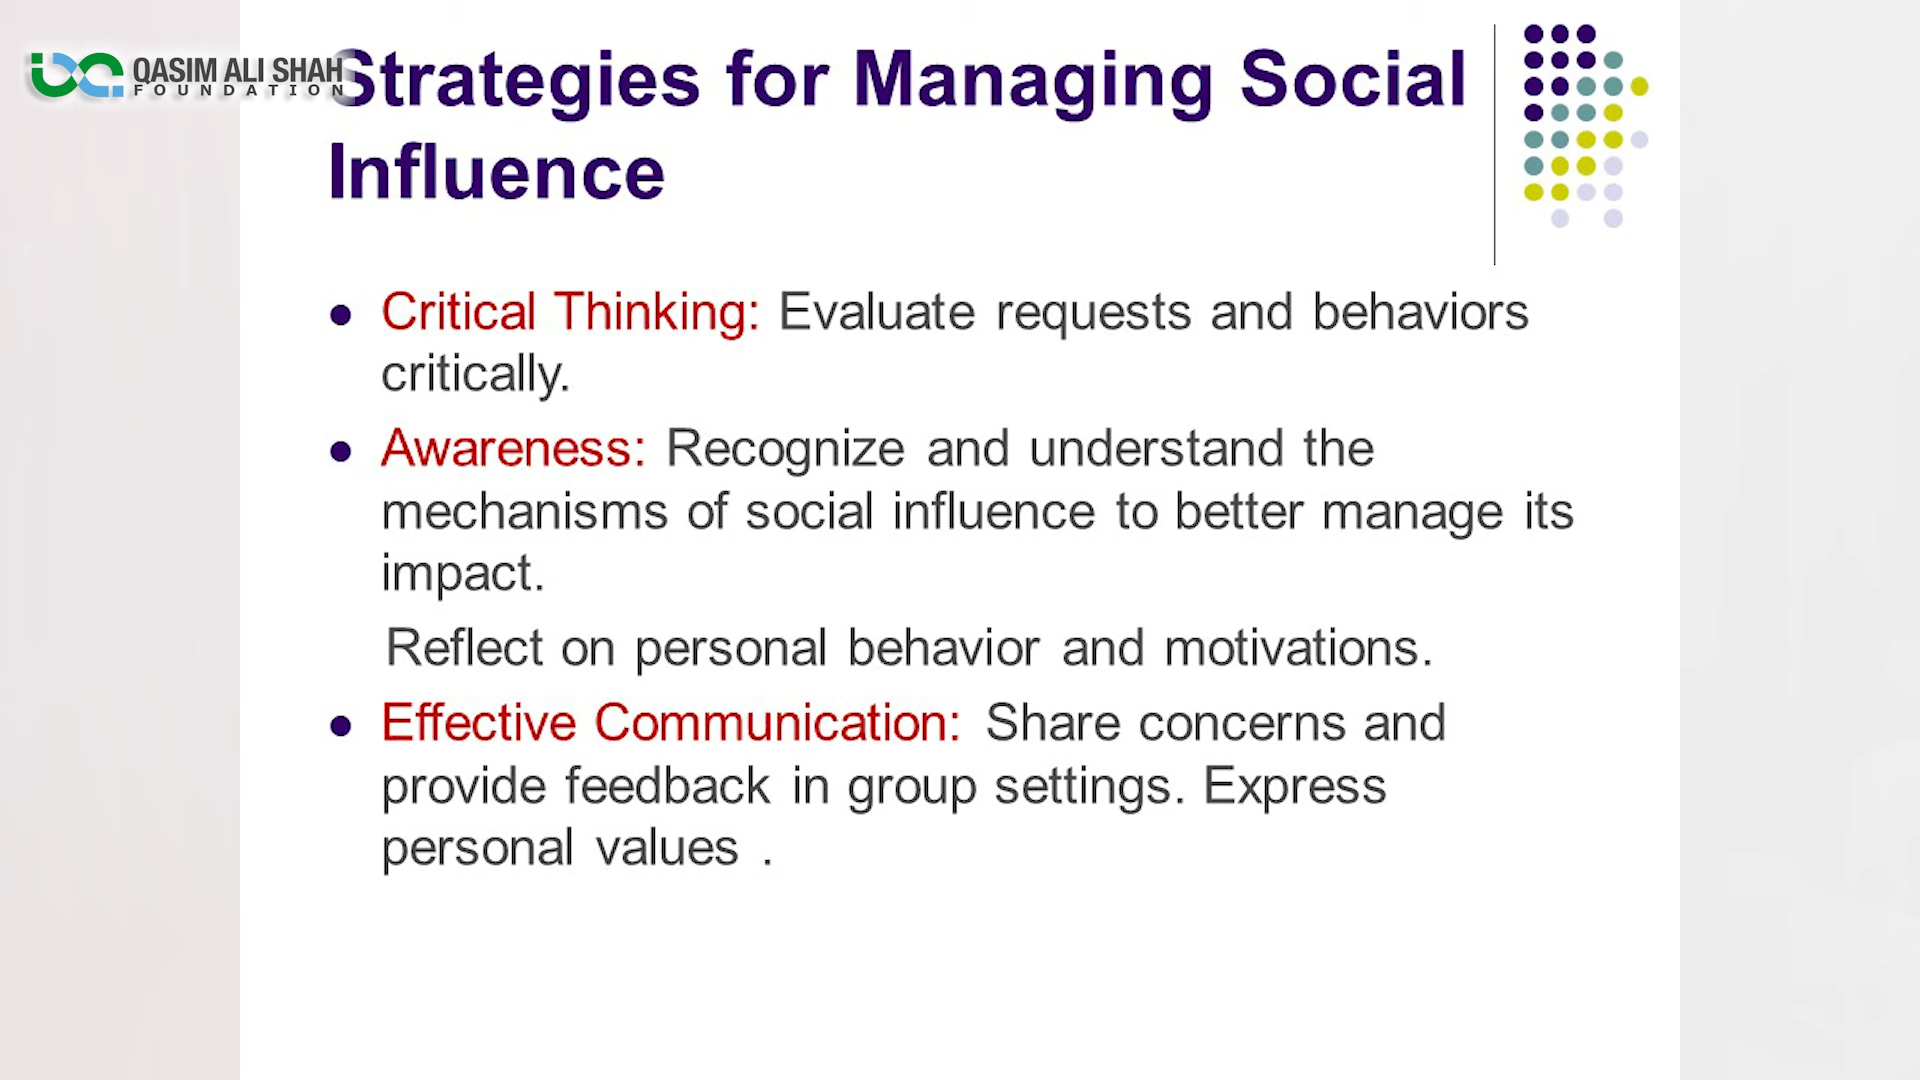 QASIM ALI SHAH
FOUNDATION
Strategies for Managing Social
Influence
● Critical Thinking: Evaluate requests and behaviors
critically.
● Awareness: Recognize and understand the
mechanisms of social influence to better manage its
impact.
Reflect on personal behavior and motivations.
● Effective Communication: Share concerns and
provide feedback in group settings. Express
personal values .